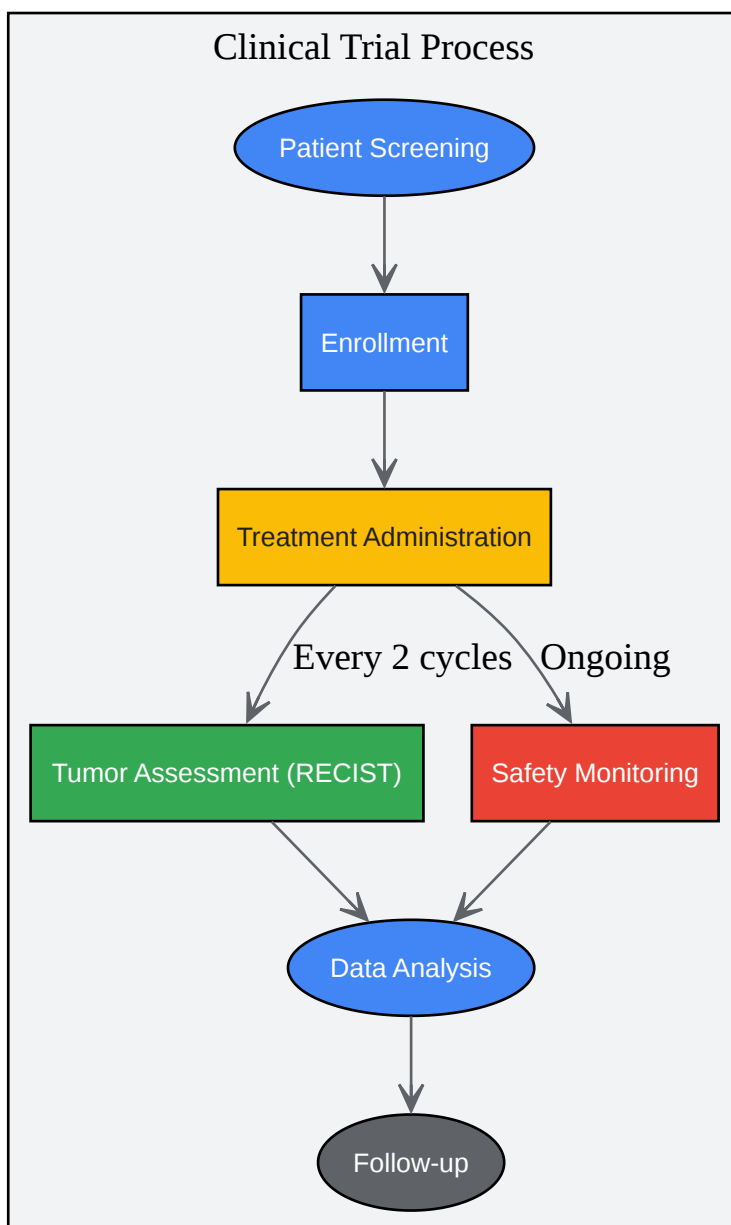 Clinical Trial Process
Patient Screening
Enrollment
Treatment Administration
Every 2 cycles
Ongoing
Tumor Assessment (RECIST)
Safety Monitoring
Data Analysis
Follow-up